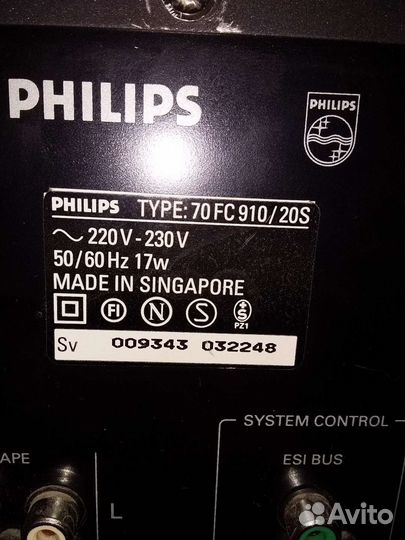 PHILIPS
PHILIPS
PHILIPS TYPE: 70 FC 910/20S
~ 220V - 230V
50/60 Hz 17w
MADE IN SINGAPORE
FI N S +S PZ1
Sv 009343 032248
SYSTEM CONTROL
APE
L
ESI BUS
Avito